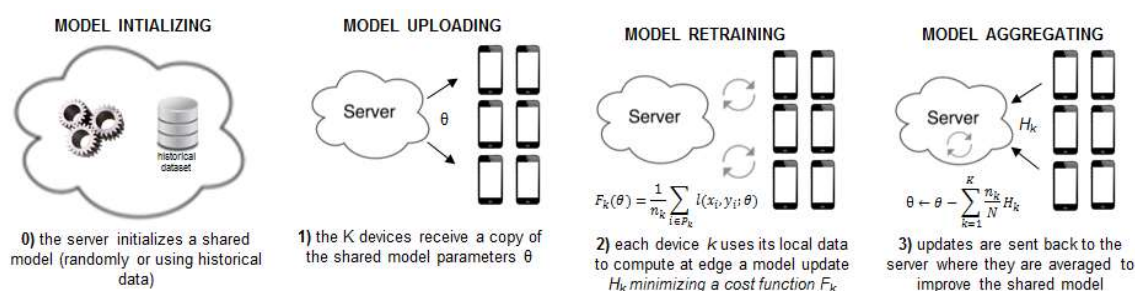 MODEL INTIALIZING
historical
dataset
0) the server initializes a shared
model (randomly or using historical
data)
MODEL UPLOADING
Server
θ
1) the K devices receive a copy of
the shared model parameters θ
MODEL RETRAINING
Server
F_k(θ) = 1/n_k ∑_{i∈P_k} l(x_i, y_i; θ)
2) each device k uses its local data
to compute at edge a model update
H_k minimizing a cost function F_k
MODEL AGGREGATING
Server
H_k
θ ← θ − ∑_{k=1}^{K} n_k/N H_k
3) updates are sent back to the
server where they are averaged to
improve the shared model